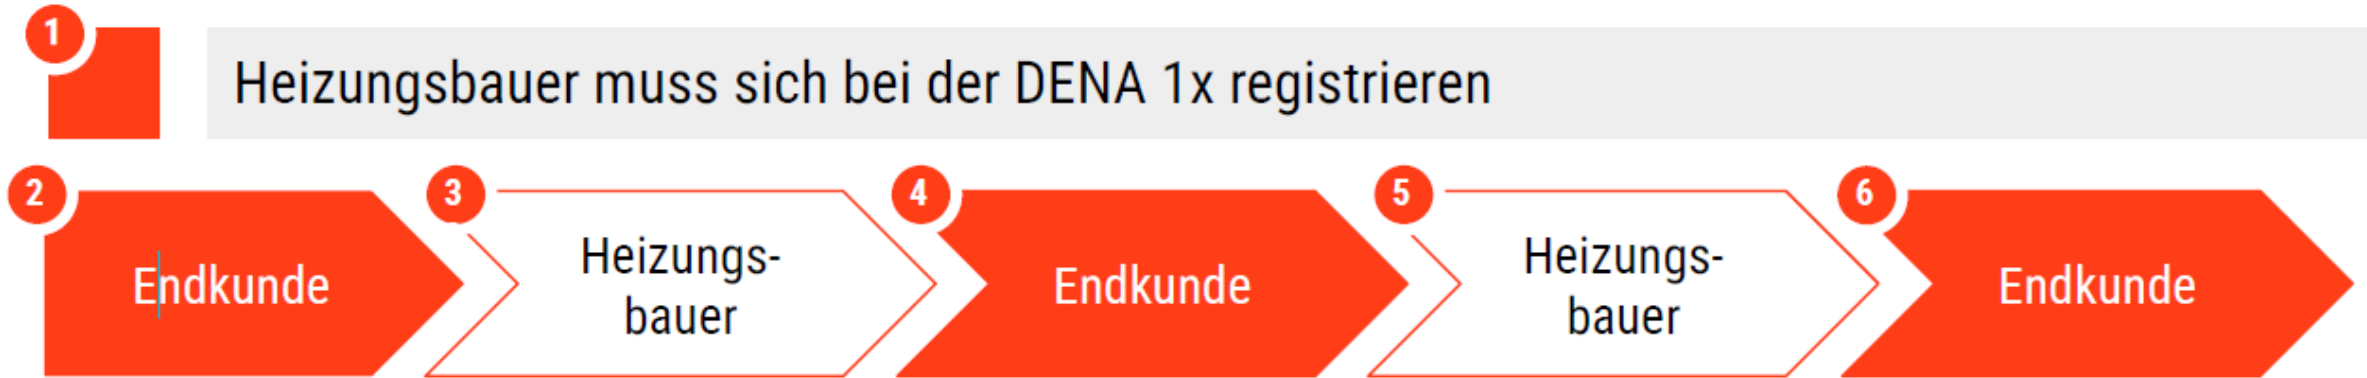 1
Heizungsbauer muss sich bei der DENA 1x registrieren
2
Endkunde
3
Heizungs-
bauer
4
Endkunde
5
Heizungs-
bauer
6
Endkunde